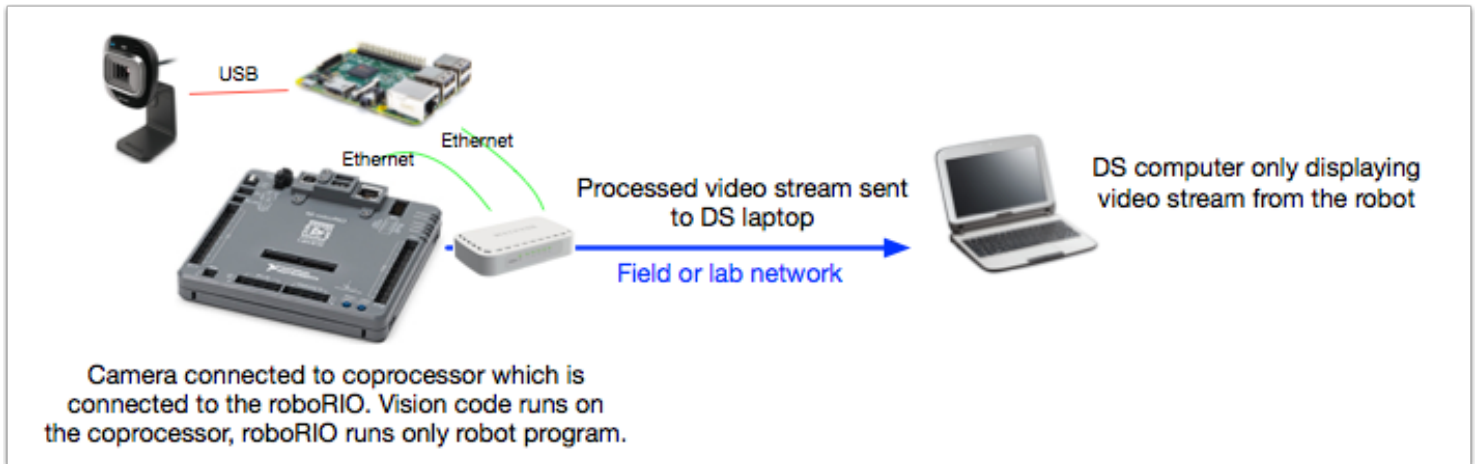 USB
Ethernet
Ethernet
Processed video stream sent
to DS laptop
Field or lab network
DS computer only displaying
video stream from the robot
Camera connected to coprocessor which is
connected to the roboRIO. Vision code runs on
the coprocessor, roboRIO runs only robot program.